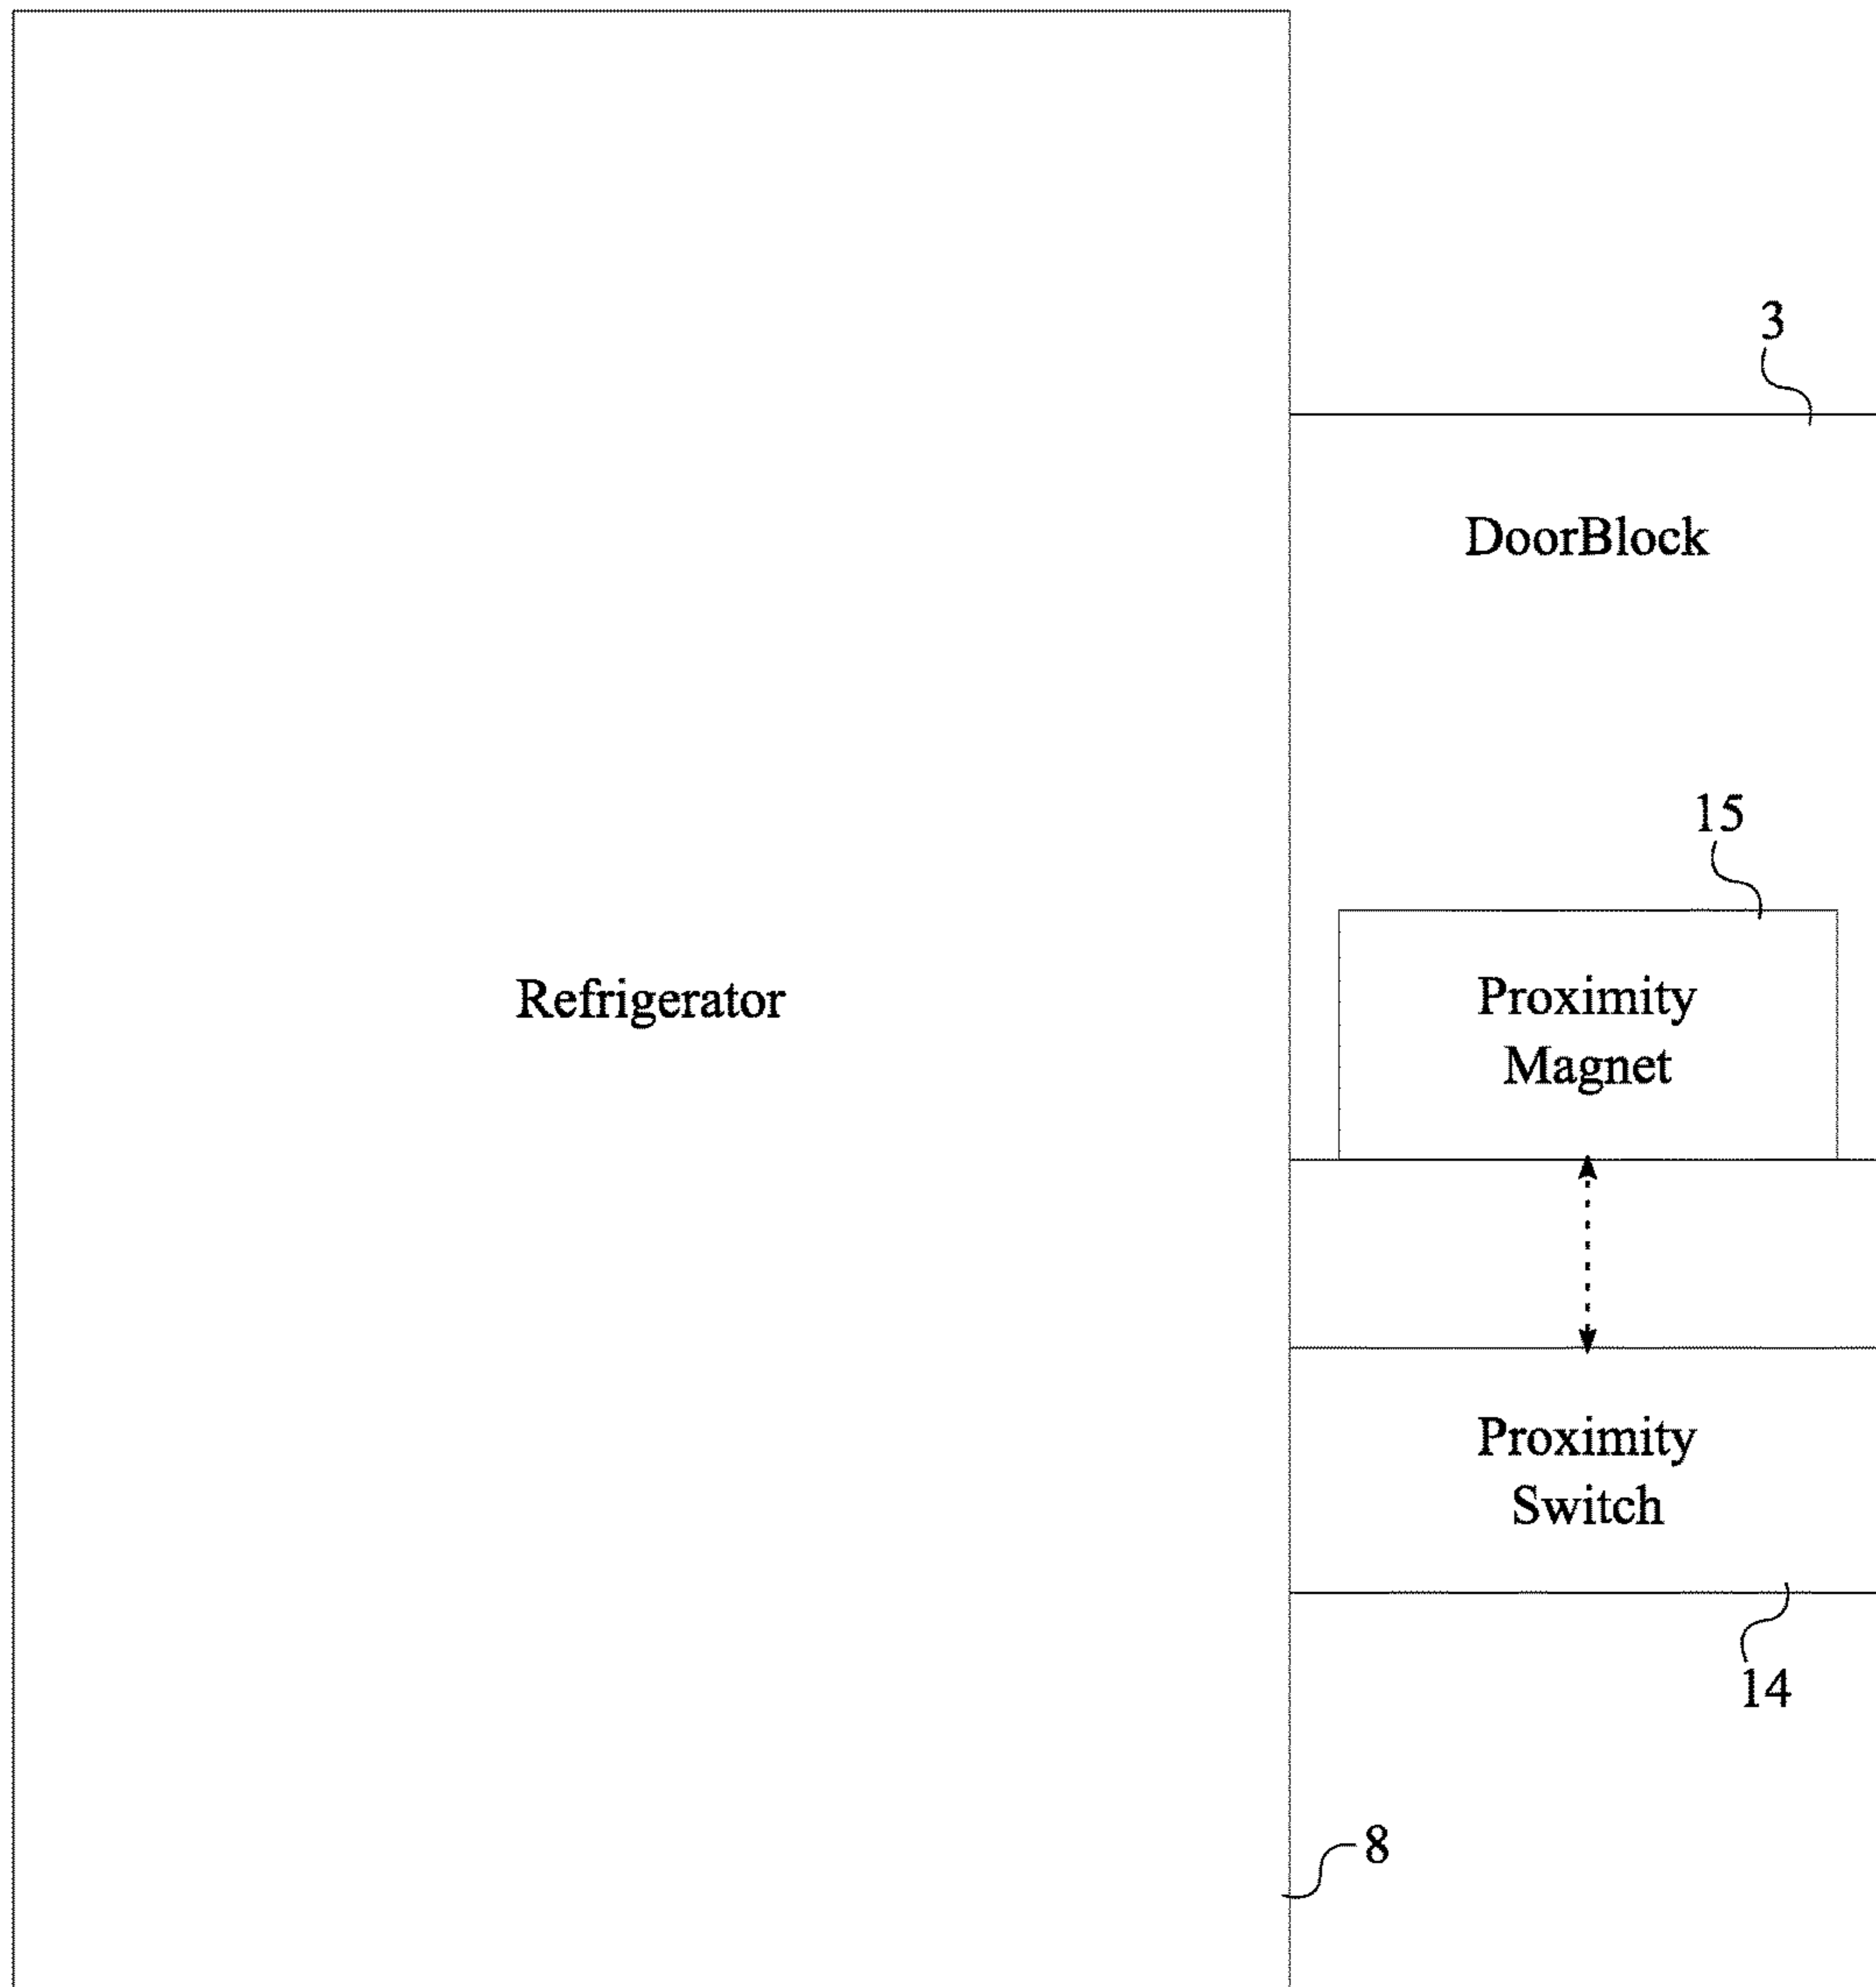 3
DoorBlock
15
Refrigerator
Proximity
Magnet
Proximity
Switch
14
8